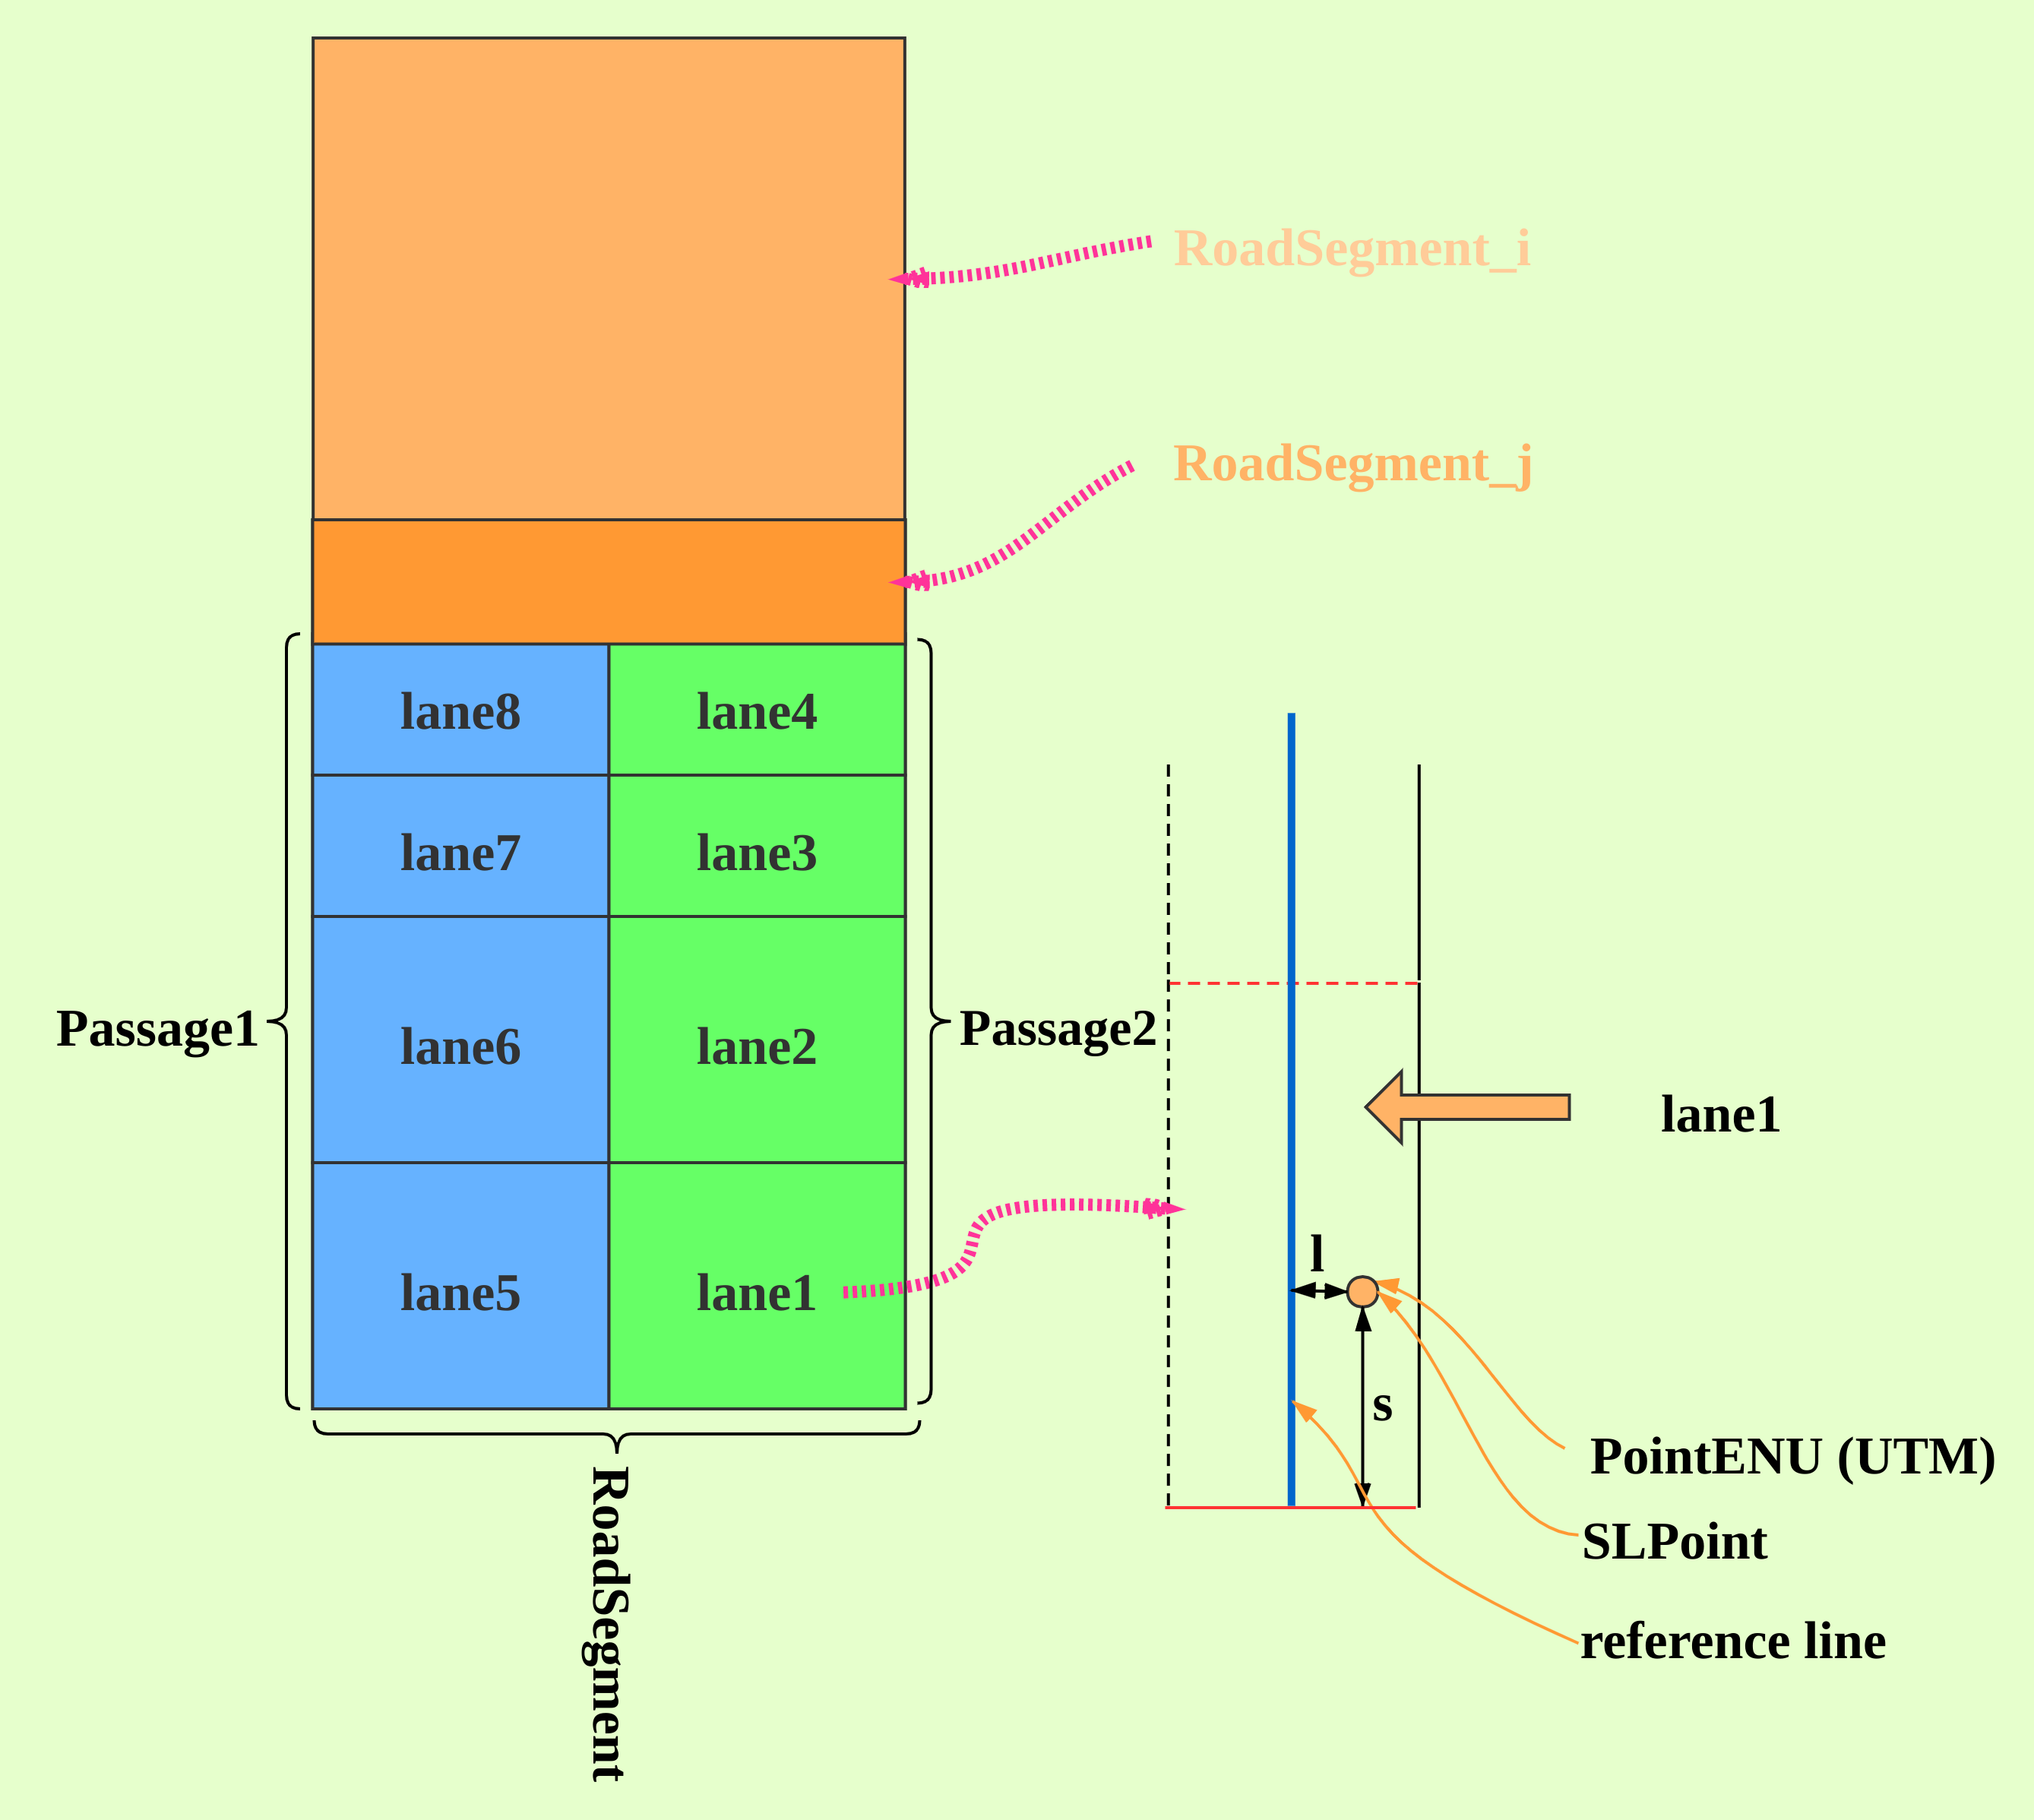 RoadSegment_i
RoadSegment_j
lane8 lane4
lane7 lane3
Passage1
lane6 lane2
Passage2
lane1
lane5 lane1
l
s
PointENU (UTM)
SLPoint
reference line
RoadSegment